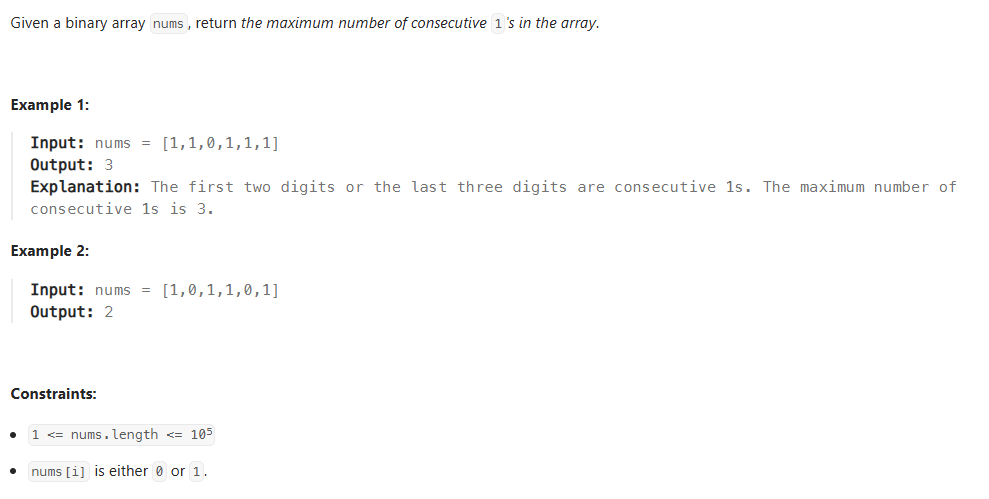 Given a binary array nums, return the maximum number of consecutive 1's in the array.
Example 1:
Input: nums = [1,1,0,1,1,1]
Output: 3
Explanation: The first two digits or the last three digits are consecutive 1s. The maximum number of
consecutive 1s is 3.
Example 2:
Input: nums = [1,0,1,1,0,1]
Output: 2
Constraints:
• 1 <= nums.length <= 10⁵
• nums[i] is either 0 or 1.